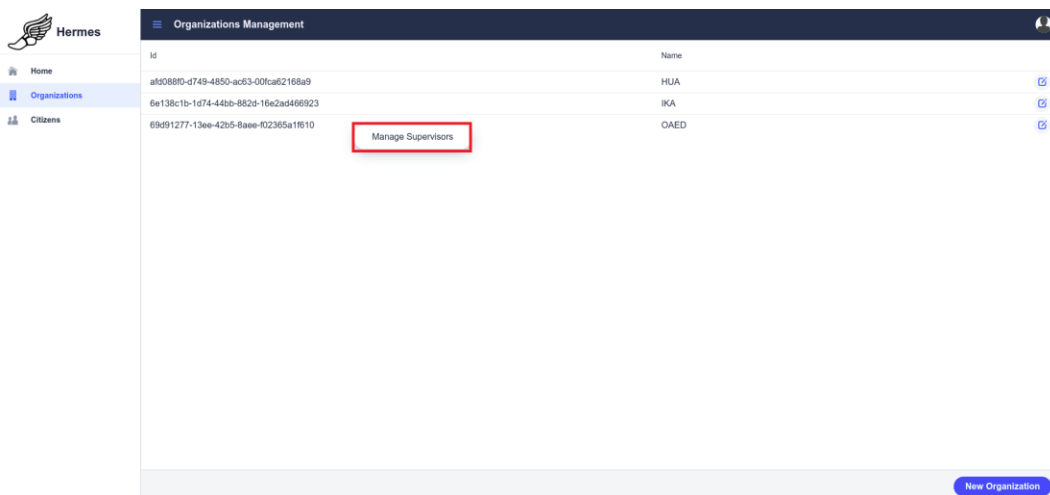 Hermes
Organizations Management
Home
Organizations
Citizens
Id Name
afd088f0-d749-4850-ac63-00fca62168a9 HUA
6e138c1b-1d74-44bb-882d-16e2ad466923 IKA
69d91277-13ee-42b5-8aee-f02365a1f610 OAED
Manage Supervisors
New Organization